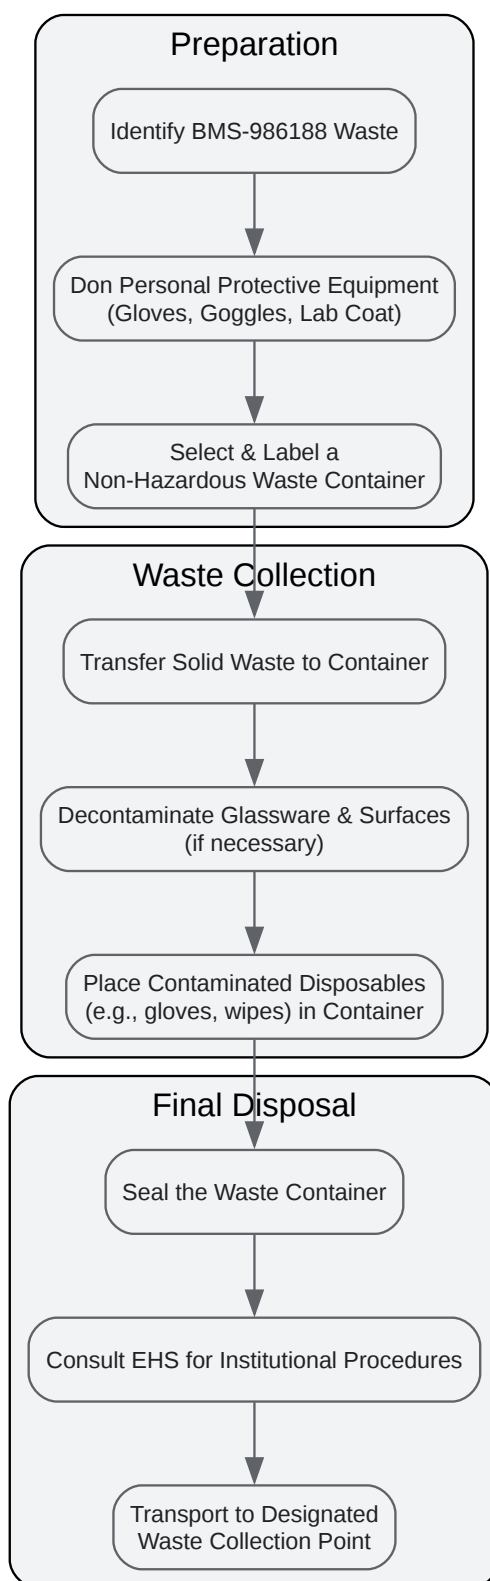 Preparation
Identify BMS-986188 Waste
Don Personal Protective Equipment
(Gloves, Goggles, Lab Coat)
Select & Label a
Non-Hazardous Waste Container
Waste Collection
Transfer Solid Waste to Container
Decontaminate Glassware & Surfaces
(if necessary)
Place Contaminated Disposables
(e.g., gloves, wipes) in Container
Final Disposal
Seal the Waste Container
Consult EHS for Institutional Procedures
Transport to Designated
Waste Collection Point